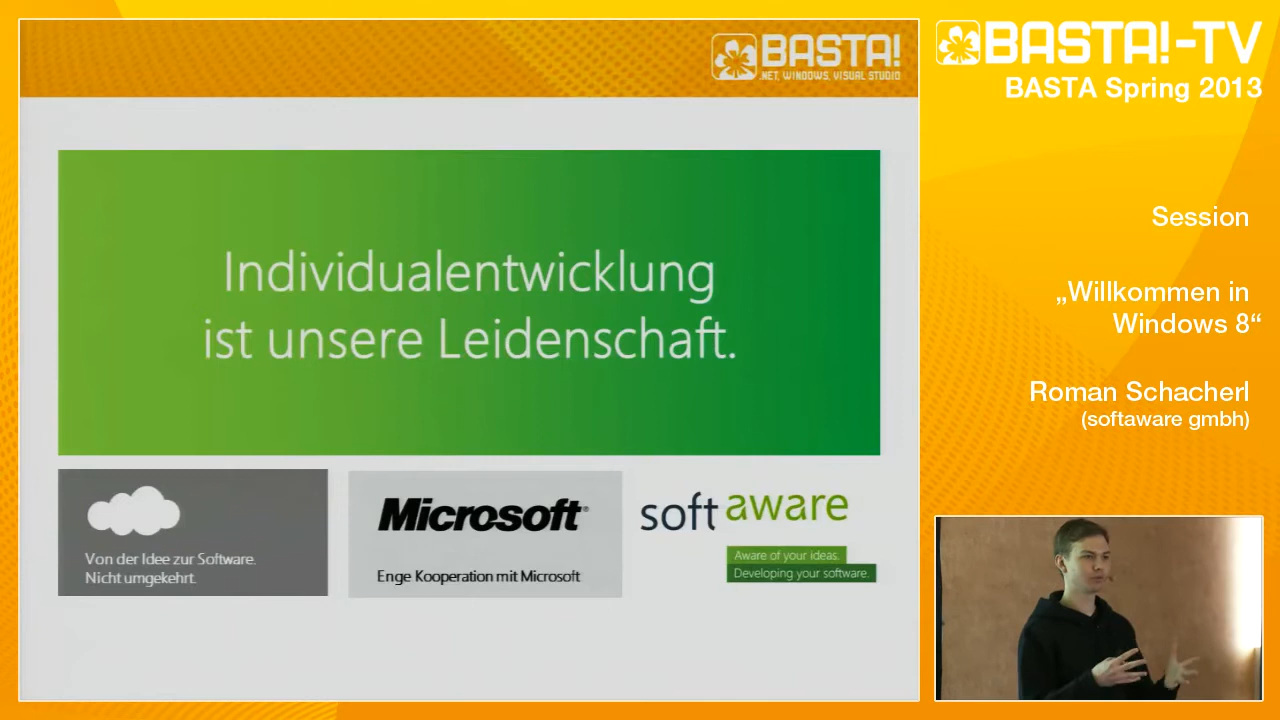 BASTA!
.NET, WINDOWS, VISUAL STUDIO
Individualentwicklung
ist unsere Leidenschaft.
Von der Idee zur Software.
Nicht umgekehrt.
Microsoft®
Enge Kooperation mit Microsoft
softaware
Aware of your ideas.
Developing your software.
BASTA!-TV
BASTA Spring 2013
Session
„Willkommen in
Windows 8“
Roman Schacherl
(softaware gmbh)